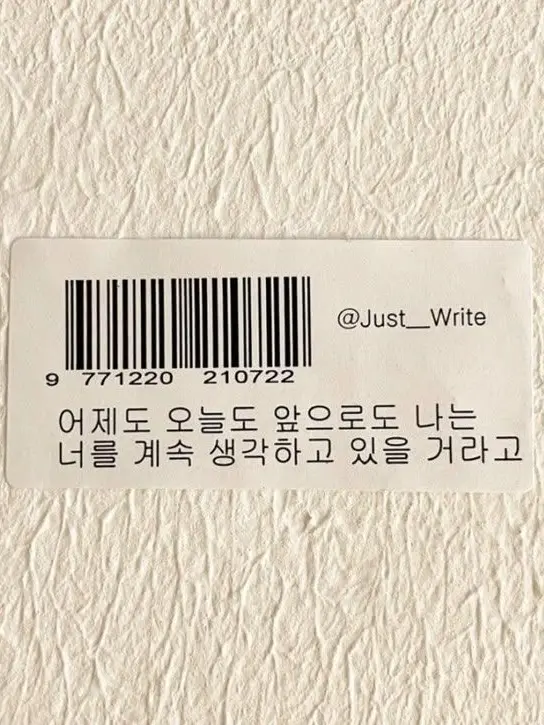 @Just__Write
9 771220 210722
어제도 오늘도 앞으로도 나는
너를 계속 생각하고 있을 거라고